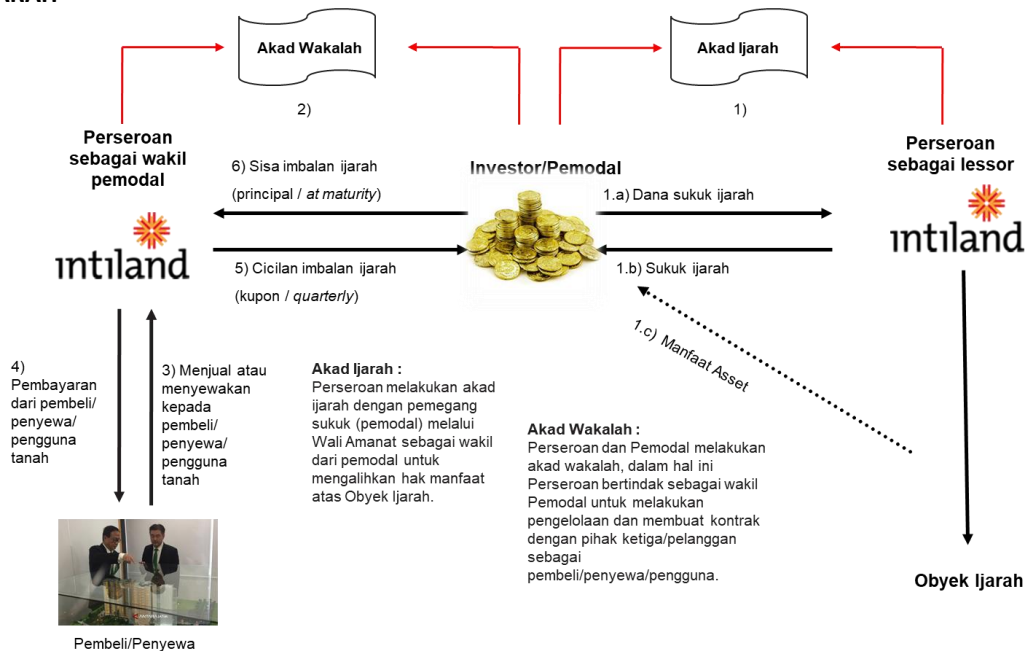 Akad Wakalah
Akad Ijarah
2)
1)
Perseroan
sebagai wakil
pemodal
Investor/Pemodal
Perseroan
sebagai lessor
6) Sisa imbalan ijarah
(principal / at maturity)
1.a) Dana sukuk ijarah
intiland
intiland
5) Cicilan imbalan ijarah
(kupon / quarterly)
1.b) Sukuk ijarah
1.c) Manfaat Asset
4)
Pembayaran
dari pembeli/
penyewa/
pengguna
tanah
3) Menjual atau
menyewakan
kepada
pembeli/
penyewa/
pengguna
tanah
Akad Ijarah :
Perseroan melakukan akad
ijarah dengan pemegang
sukuk (pemodal) melalui
Wali Amanat sebagai wakil
dari pemodal untuk
mengalihkan hak manfaat
atas Obyek Ijarah.
Akad Wakalah :
Perseroan dan Pemodal melakukan
akad wakalah, dalam hal ini
Perseroan bertindak sebagai wakil
Pemodal untuk melakukan
pengelolaan dan membuat kontrak
dengan pihak ketiga/pelanggan
sebagai
pembeli/penyewa/pengguna.
Obyek Ijarah
Pembeli/Penyewa